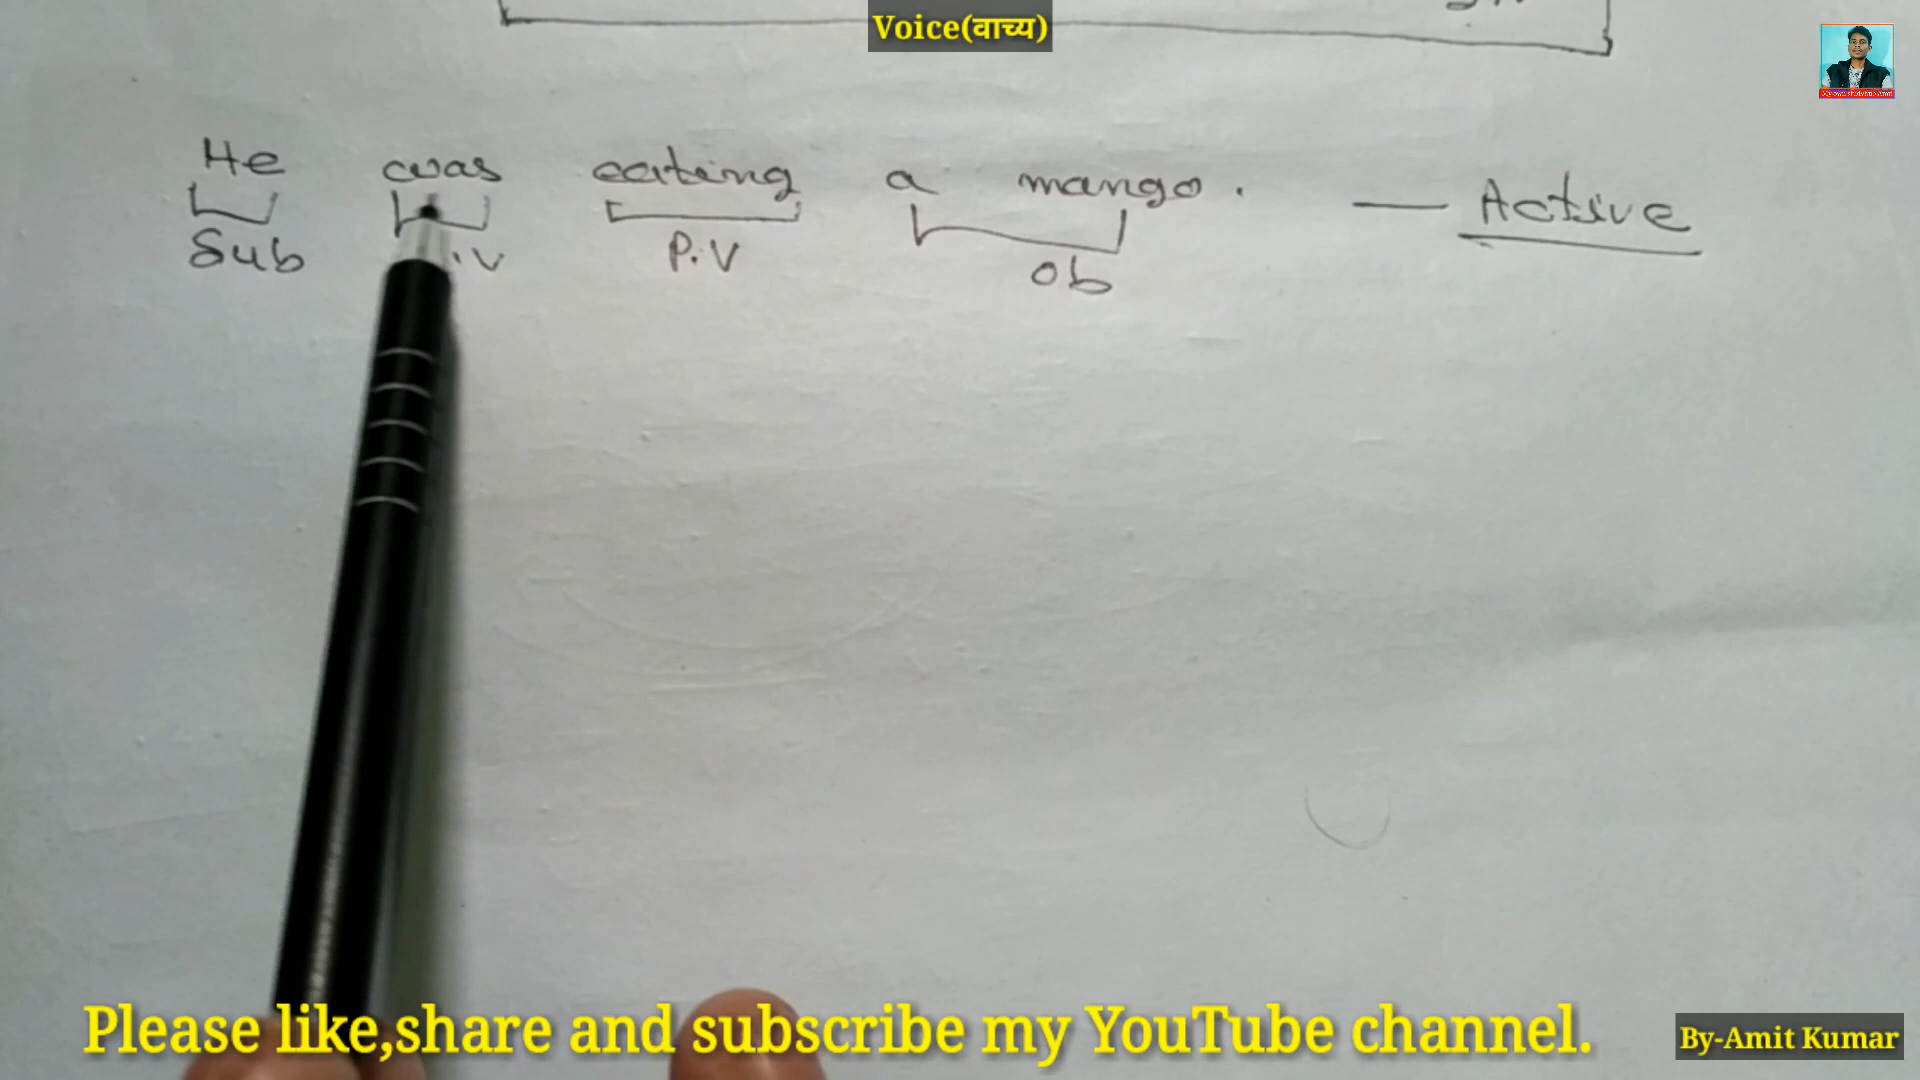 Voice(वाच्य)
He was eating a mango. — Active
Sub .V P.V ob
Please like,share and subscribe my YouTube channel.
By-Amit Kumar